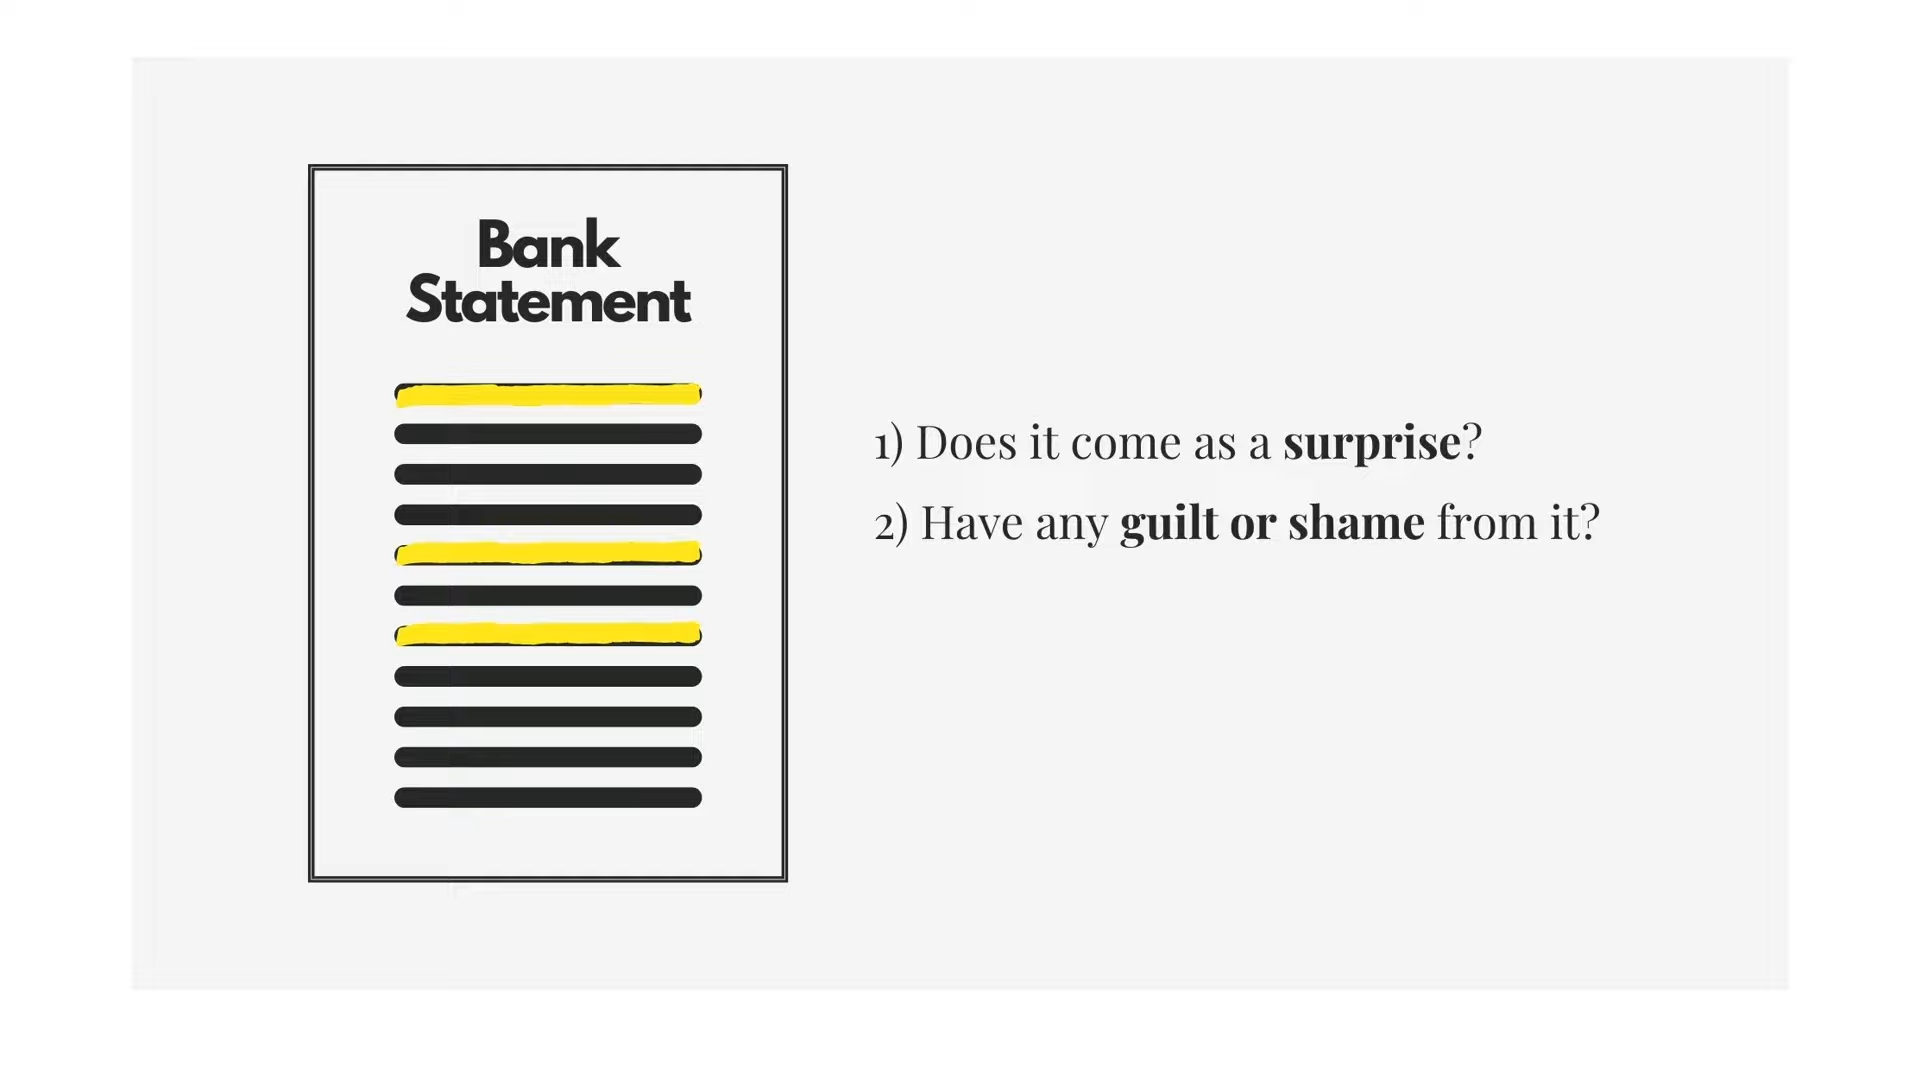 Bank
Statement
1) Does it come as a surprise?
2) Have any guilt or shame from it?